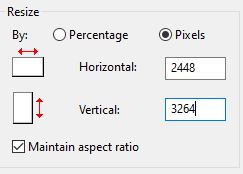 Resize
By: Percentage Pixels
Horizontal: 2448
Vertical: 3264
Maintain aspect ratio